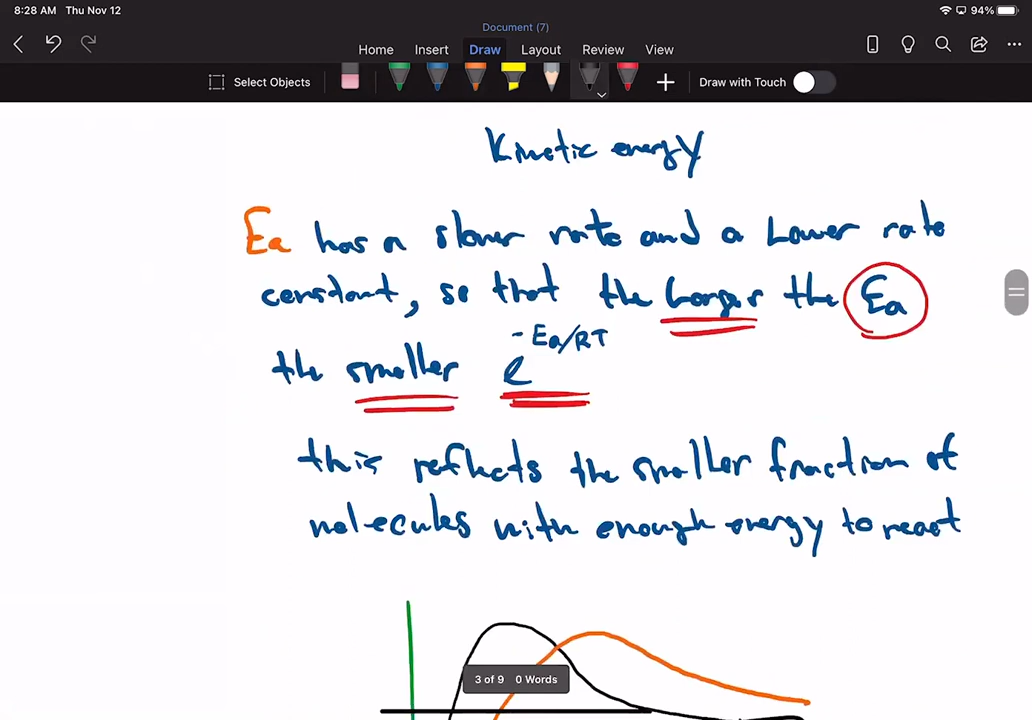 8:28 AM Thu Nov 12
94%
Document (7)
Home Insert Draw Layout Review View
Select Objects
Draw with Touch
Kinetic energy
Ea has a slower rate and a Lower rate
constant, so that the Larger the Ea
the smaller e -Ea/RT
this reflects the smaller fraction of
molecules with enough energy to react
3 of 9 0 Words